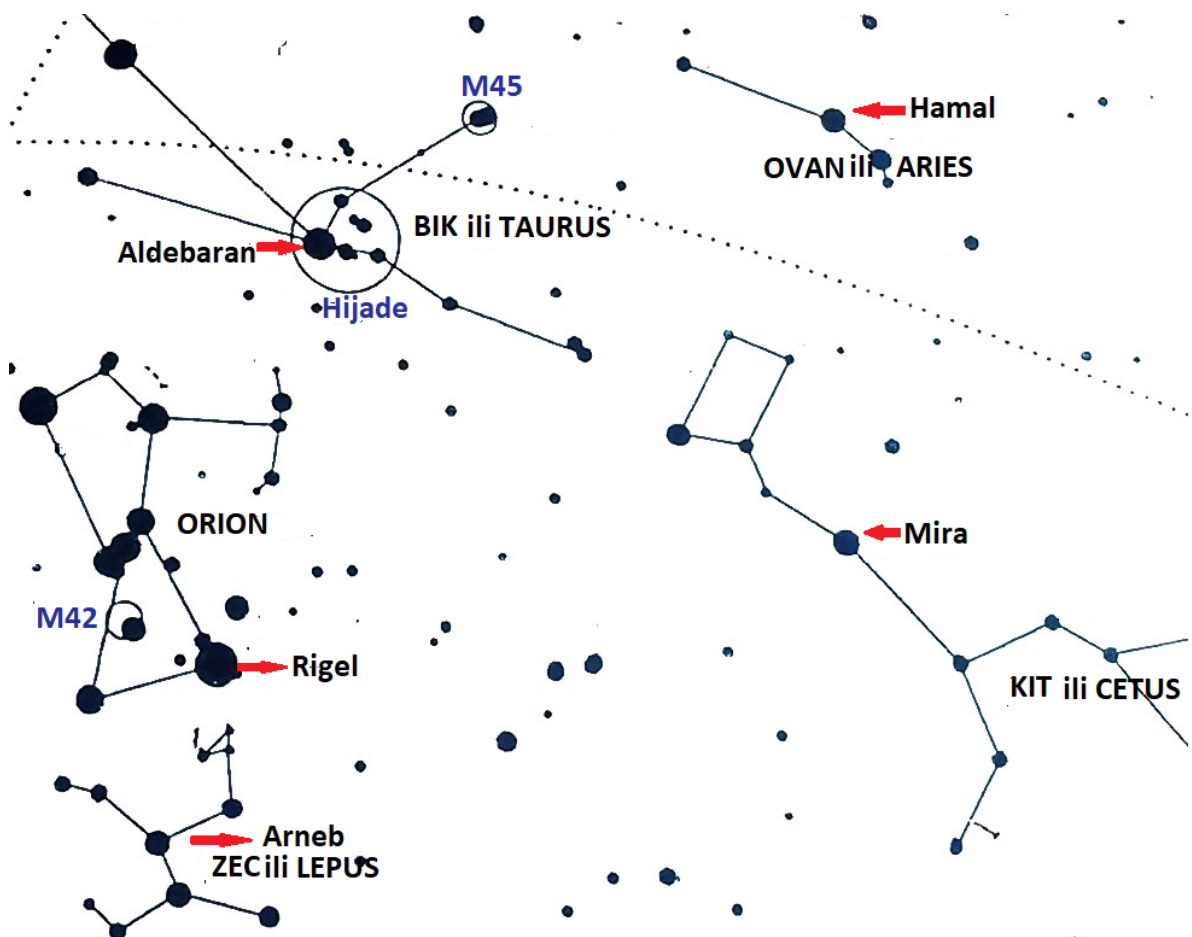 M45
Hamal
OVAN ili ARIES
BIK ili TAURUS
Aldebaran
Hijade
ORION
Mira
M42
Rigel
KIT ili CETUS
Arneb
ZEC ili LEPUS